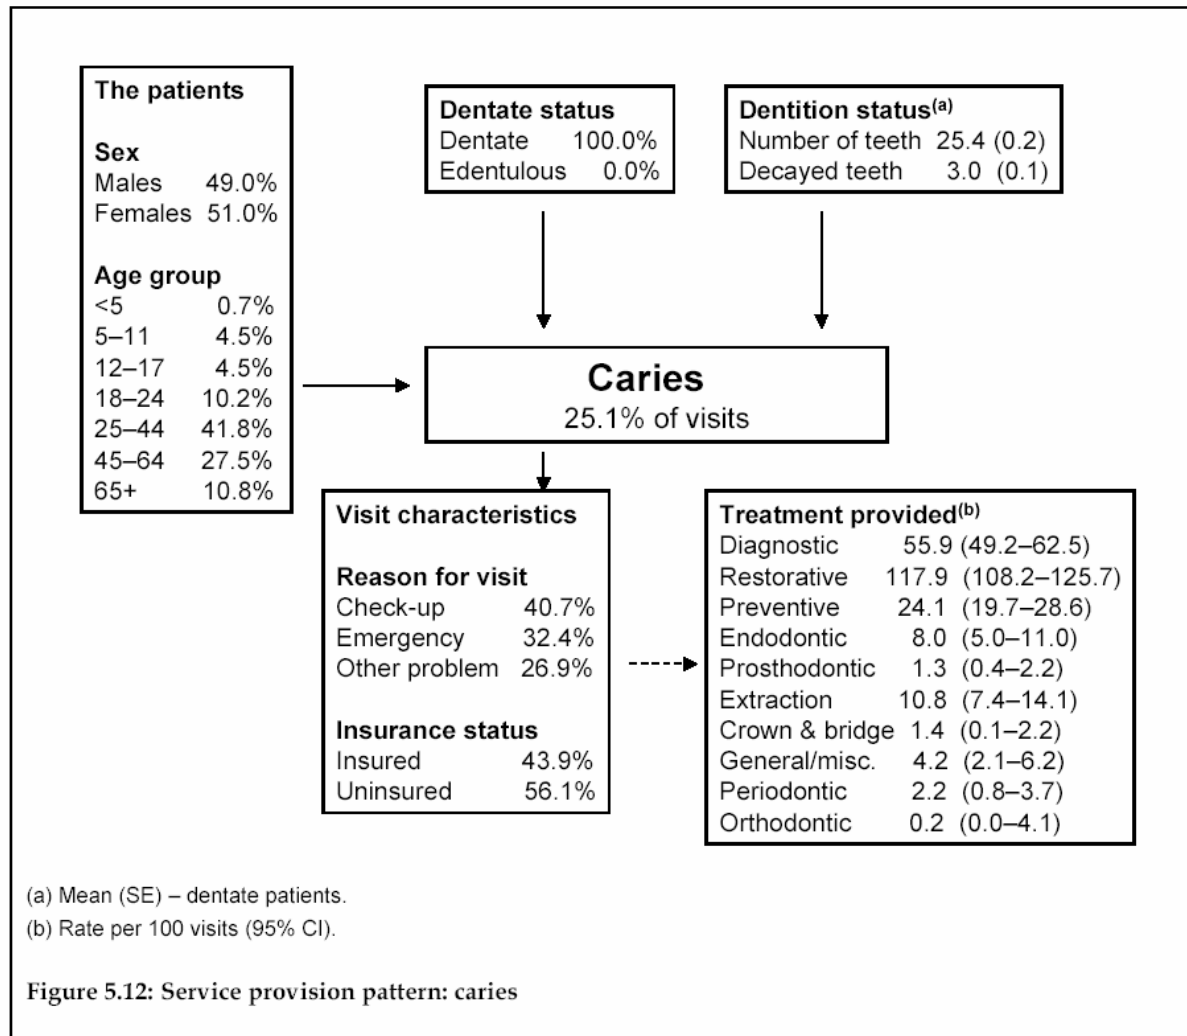 The patients
Sex
Males 49.0%
Females 51.0%
Age group
<5 0.7%
5–11 4.5%
12–17 4.5%
18–24 10.2%
25–44 41.8%
45–64 27.5%
65+ 10.8%
Dentate status
Dentate 100.0%
Edentulous 0.0%
Dentition status(a)
Number of teeth 25.4 (0.2)
Decayed teeth 3.0 (0.1)
Caries
25.1% of visits
Visit characteristics
Reason for visit
Check-up 40.7%
Emergency 32.4%
Other problem 26.9%
Insurance status
Insured 43.9%
Uninsured 56.1%
Treatment provided(b)
Diagnostic 55.9 (49.2–62.5)
Restorative 117.9 (108.2–125.7)
Preventive 24.1 (19.7–28.6)
Endodontic 8.0 (5.0–11.0)
Prosthodontic 1.3 (0.4–2.2)
Extraction 10.8 (7.4–14.1)
Crown & bridge 1.4 (0.1–2.2)
General/misc. 4.2 (2.1–6.2)
Periodontic 2.2 (0.8–3.7)
Orthodontic 0.2 (0.0–4.1)
(a) Mean (SE) – dentate patients.
(b) Rate per 100 visits (95% CI).
Figure 5.12: Service provision pattern: caries